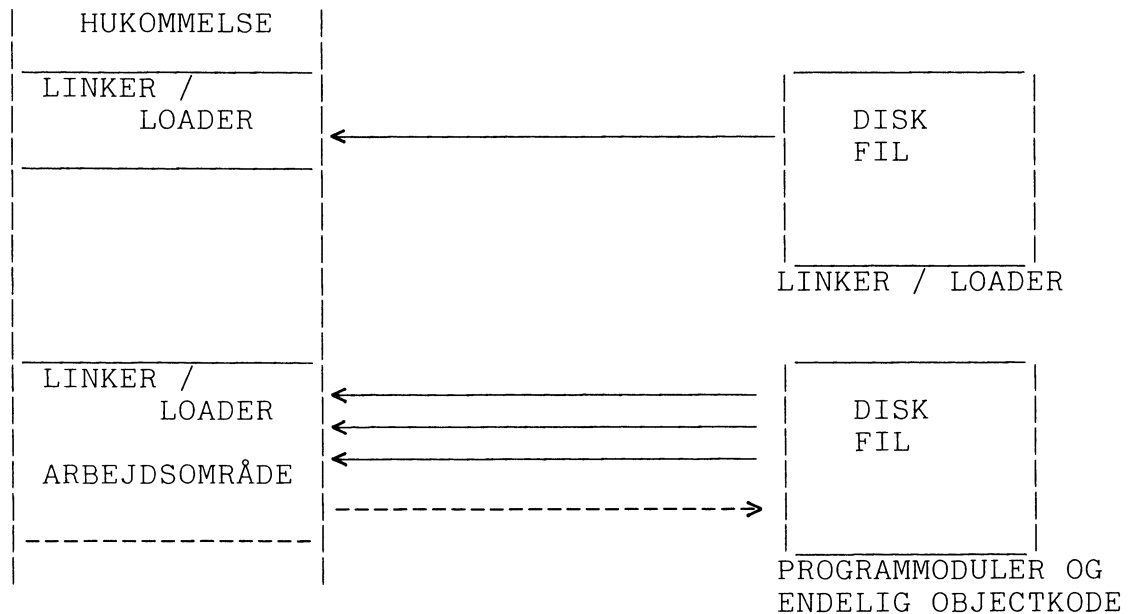 HUKOMMELSE
LINKER /
LOADER
DISK
FIL
LINKER / LOADER
LINKER /
LOADER
ARBEJDSOMRÅDE
DISK
FIL
PROGRAMMODULER OG
ENDELIG OBJECTKODE